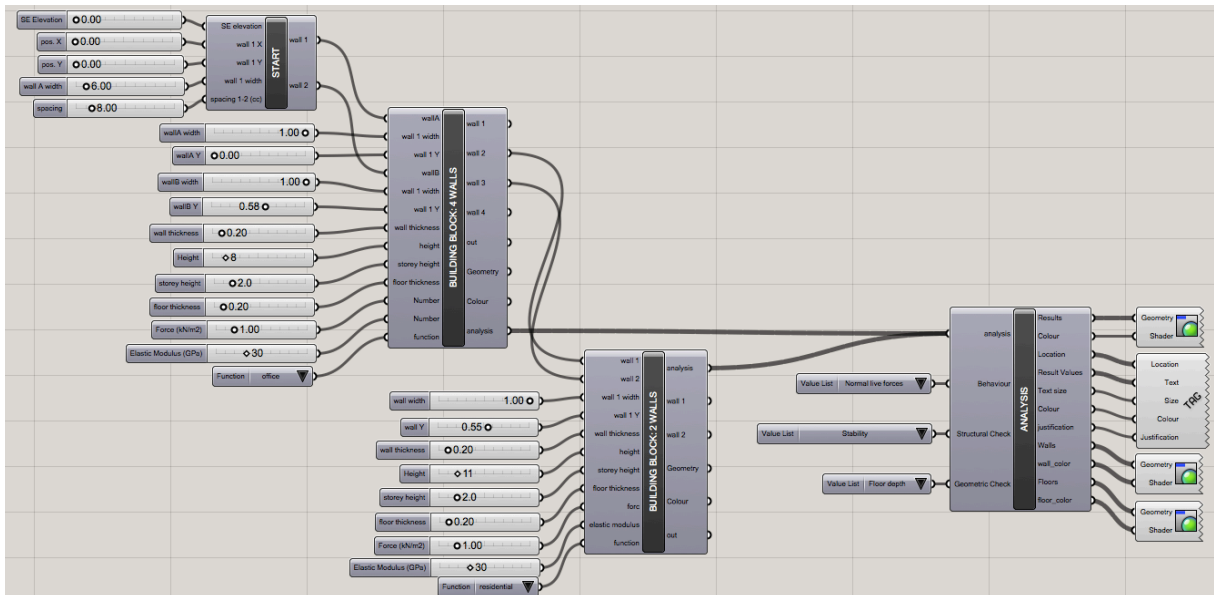 SE Elevation 0.00
pos. X 0.00
pos. Y 0.00
wall A width 6.00
spacing 8.00
SE elevation
wall 1 X
wall 1 Y
wall 1 width
spacing 1-2 (cc)
START
wall 1
wall 2
wallA width 1.00
wallA Y 0.00
wallB width 1.00
wallB Y 0.58
wall thickness 0.20
Height 8
storey height 2.0
floor thickness 0.20
Force (kN/m2) 1.00
Elastic Modulus (GPa) 30
Function office
wallA
wall 1 width
wall 1 Y
wallB
wall 1 width
wall 1 Y
wall thickness
height
storey height
floor thickness
Number
Number
function
BUILDING BLOCK: 4 WALLS
wall 1
wall 2
wall 3
wall 4
out
Geometry
Colour
analysis
wall width 1.00
wall Y 0.55
wall thickness 0.20
Height 11
storey height 2.0
floor thickness 0.20
Force (kN/m2) 1.00
Elastic Modulus (GPa) 30
Function residential
wall 1
wall 2
wall 1 width
wall 1 Y
wall thickness
height
storey height
floor thickness
forc
elastic modulus
function
BUILDING BLOCK: 2 WALLS
analysis
wall 1
wall 2
Geometry
Colour
out
Value List Normal live forces
Value List Stability
Value List Floor depth
analysis
Behaviour
Structural Check
Geometric Check
ANALYSIS
Results
Colour
Location
Result Values
Text size
Colour
justification
Walls
wall_color
Floors
floor_color
Geometry
Shader
Location
Text
Size
Colour
Justification
TAG
Geometry
Shader
Geometry
Shader